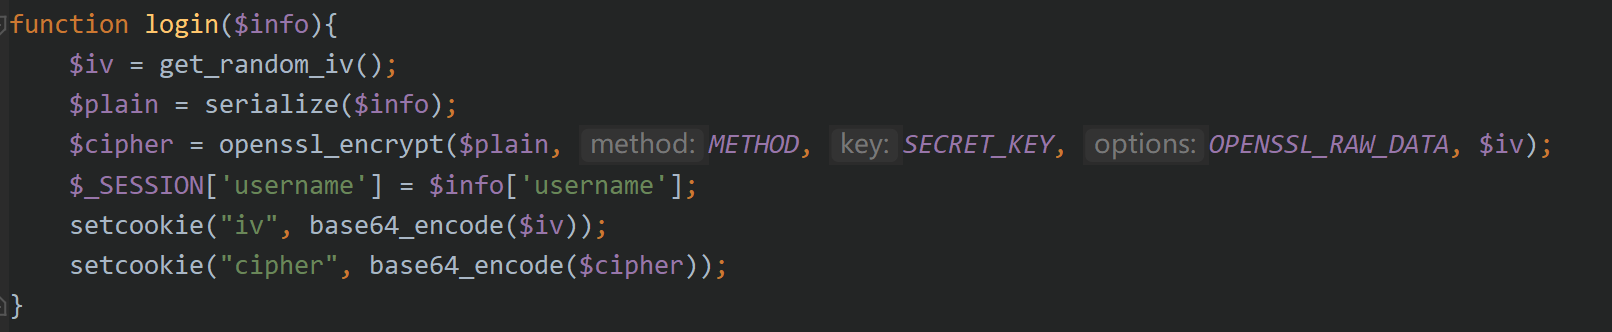 function login($info){
    $iv = get_random_iv();
    $plain = serialize($info);
    $cipher = openssl_encrypt($plain, method: METHOD, key: SECRET_KEY, options: OPENSSL_RAW_DATA, $iv);
    $_SESSION['username'] = $info['username'];
    setcookie("iv", base64_encode($iv));
    setcookie("cipher", base64_encode($cipher));
}